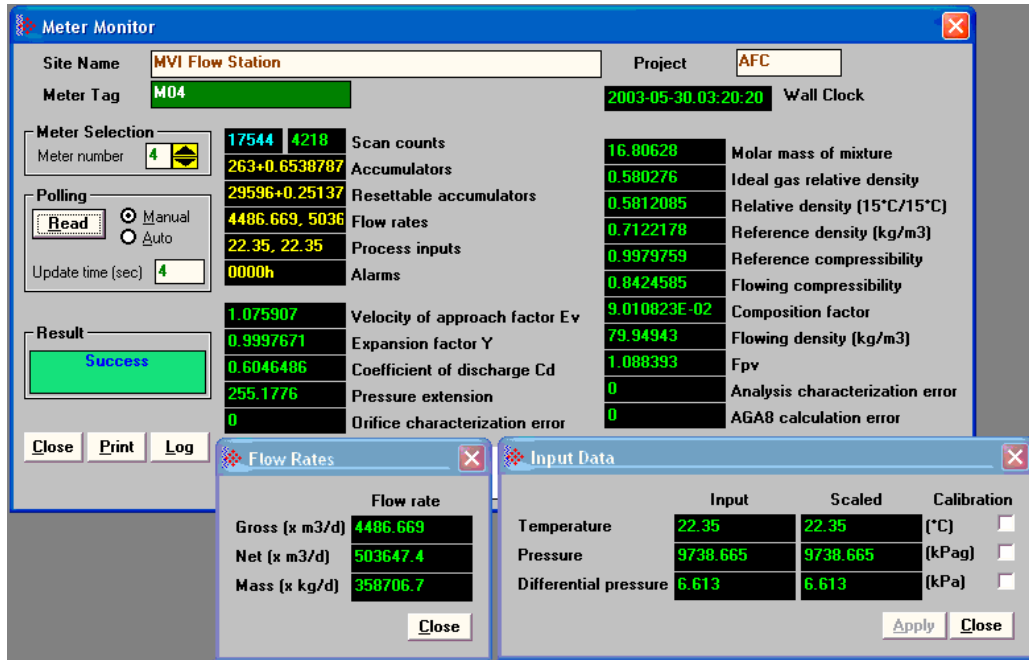 Meter Monitor
Site Name MVI Flow Station Project AFC
Meter Tag M04 2003-05-30.03:20:20 Wall Clock
Meter Selection
Meter number 4
Polling
Read Manual
Auto
Update time (sec) 4
Result
Success
Close Print Log
17544 4218 Scan counts
263+0.6538787 Accumulators
29596+0.25137 Resettable accumulators
4486.669, 5036 Flow rates
22.35, 22.35 Process inputs
0000h Alarms
1.075907 Velocity of approach factor Ev
0.9997671 Expansion factor Y
0.6046486 Coefficient of discharge Cd
255.1776 Pressure extension
0 Orifice characterization error
16.80628 Molar mass of mixture
0.580276 Ideal gas relative density
0.5812085 Relative density (15°C/15°C)
0.7122178 Reference density (kg/m3)
0.9979759 Reference compressibility
0.8424585 Flowing compressibility
9.010823E-02 Composition factor
79.94943 Flowing density (kg/m3)
1.088393 Fpv
0 Analysis characterization error
0 AGA8 calculation error
Flow Rates
Flow rate
Gross (x m3/d) 4486.669
Net (x m3/d) 503647.4
Mass (x kg/d) 358706.7
Close
Input Data
Input Scaled Calibration
Temperature 22.35 22.35 (°C)
Pressure 9738.665 9738.665 (kPag)
Differential pressure 6.613 6.613 (kPa)
Apply Close